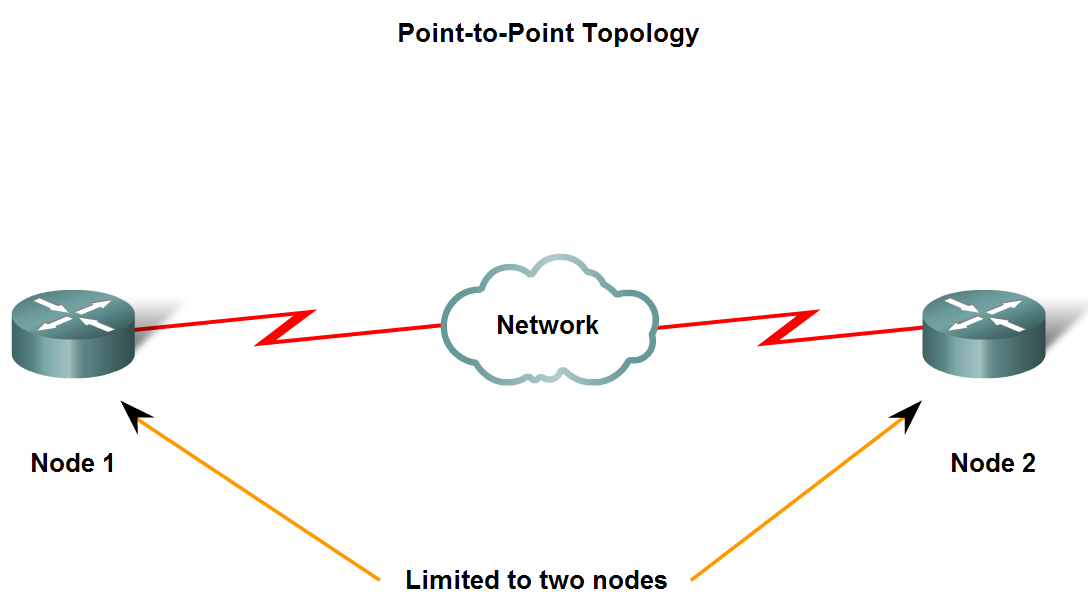 Point-to-Point Topology
Network
Node 1
Node 2
Limited to two nodes